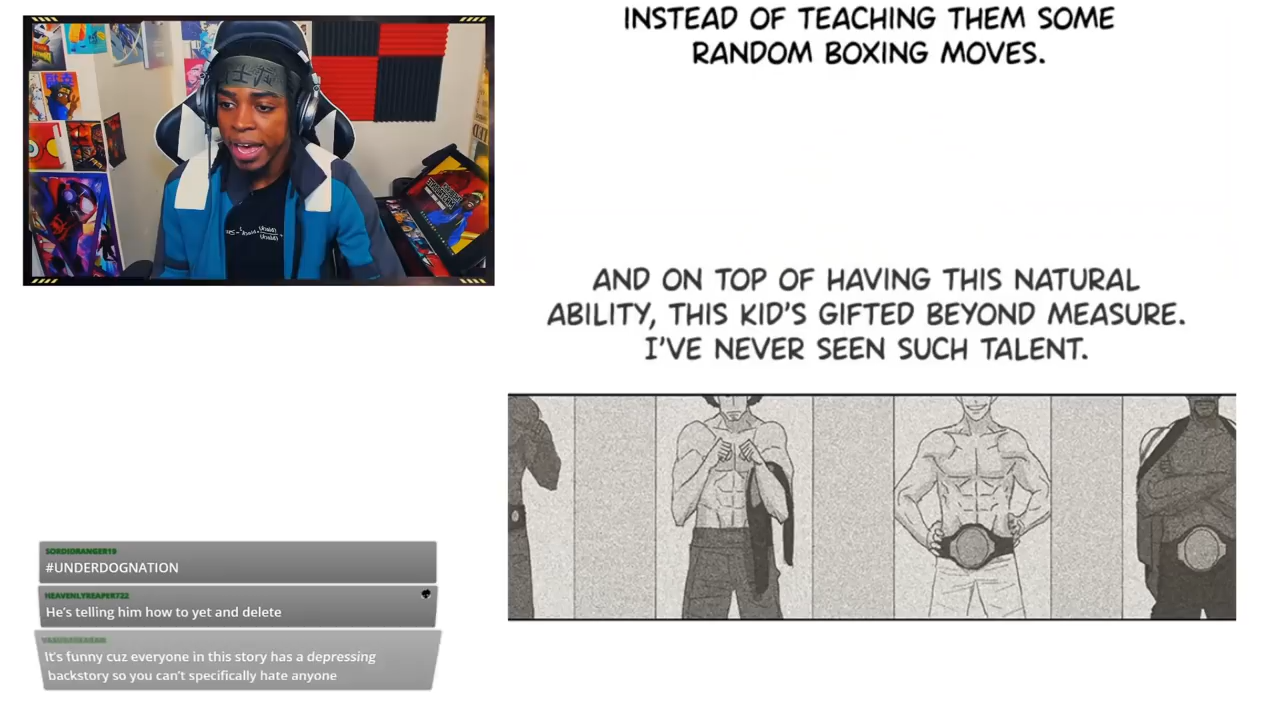 INSTEAD OF TEACHING THEM SOME
RANDOM BOXING MOVES.
AND ON TOP OF HAVING THIS NATURAL
ABILITY, THIS KID'S GIFTED BEYOND MEASURE.
I'VE NEVER SEEN SUCH TALENT.
SORDIDRANGER19
#UNDERDOGNATION
HEAVENLYREAPER722
He's telling him how to yet and delete
It's funny cuz everyone in this story has a depressing
backstory so you can't specifically hate anyone